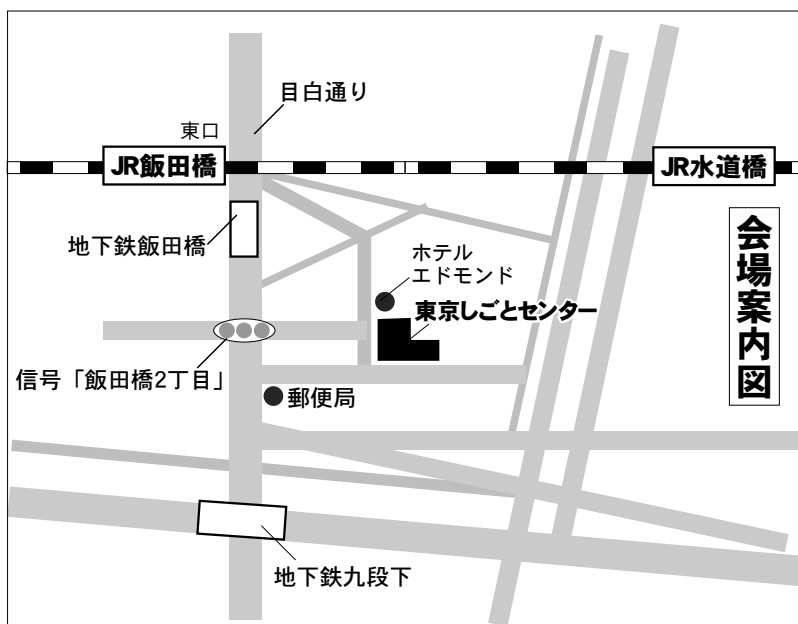 目白通り
東口
JR飯田橋
JR水道橋
地下鉄飯田橋
会場案内図
ホテル
エドモンド
東京しごとセンター
信号「飯田橋2丁目」
郵便局
地下鉄九段下